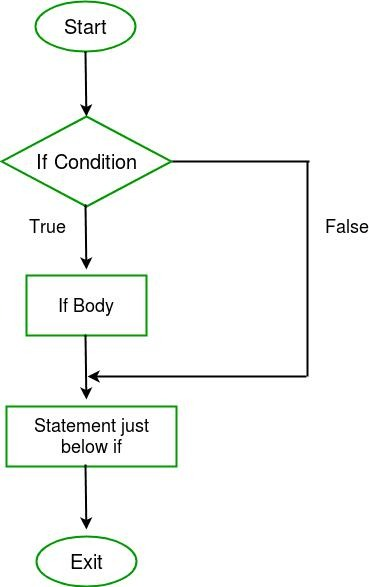 Start
If Condition
True
False
If Body
Statement just
below if
Exit